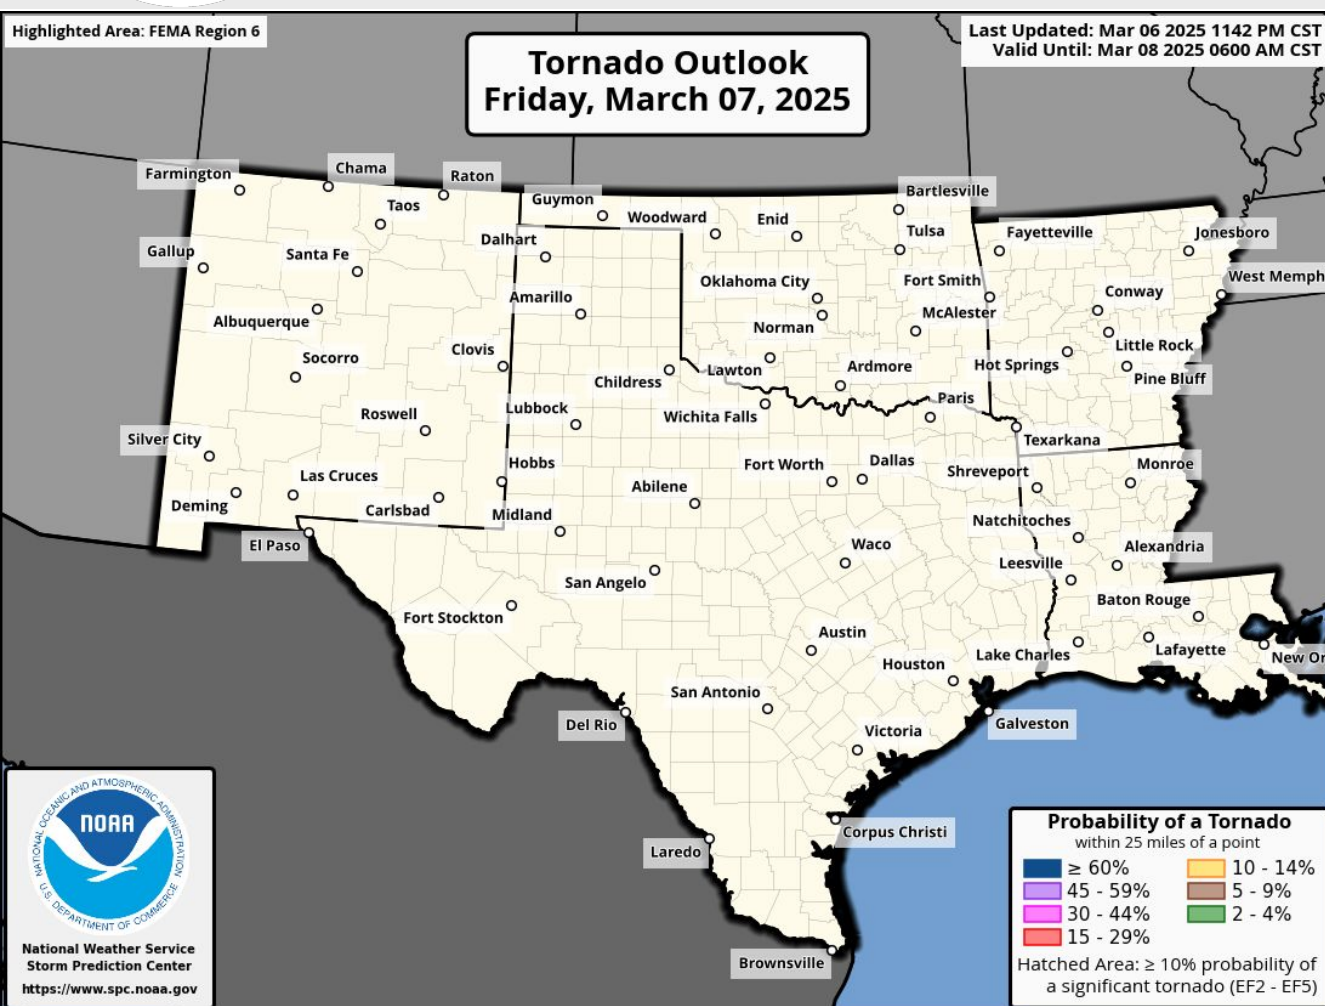 Highlighted Area: FEMA Region 6
Last Updated: Mar 06 2025 1142 PM CST
Valid Until: Mar 08 2025 0600 AM CST
Tornado Outlook
Friday, March 07, 2025
Farmington
Chama
Raton
Taos
Guymon
Woodward
Enid
Bartlesville
Tulsa
Fayetteville
Jonesboro
Gallup
Santa Fe
Dalhart
Oklahoma City
Fort Smith
West Memph
Conway
Amarillo
Albuquerque
Norman
McAlester
Little Rock
Socorro
Clovis
Childress
Lawton
Ardmore
Hot Springs
Pine Bluff
Roswell
Lubbock
Wichita Falls
Paris
Silver City
Texarkana
Las Cruces
Hobbs
Fort Worth
Dallas
Shreveport
Monroe
Deming
Carlsbad
Midland
Abilene
Natchitoches
El Paso
Waco
Alexandria
San Angelo
Leesville
Fort Stockton
Baton Rouge
Austin
Houston
Lake Charles
Lafayette
New Or
San Antonio
Del Rio
Galveston
Victoria
Corpus Christi
Laredo
Brownsville
NATIONAL OCEANIC AND ATMOSPHERIC ADMINISTRATION
NOAA
U.S. DEPARTMENT OF COMMERCE
National Weather Service
Storm Prediction Center
https://www.spc.noaa.gov
Probability of a Tornado
within 25 miles of a point
≥ 60%
10 - 14%
45 - 59%
5 - 9%
30 - 44%
2 - 4%
15 - 29%
Hatched Area: ≥ 10% probability of
a significant tornado (EF2 - EF5)